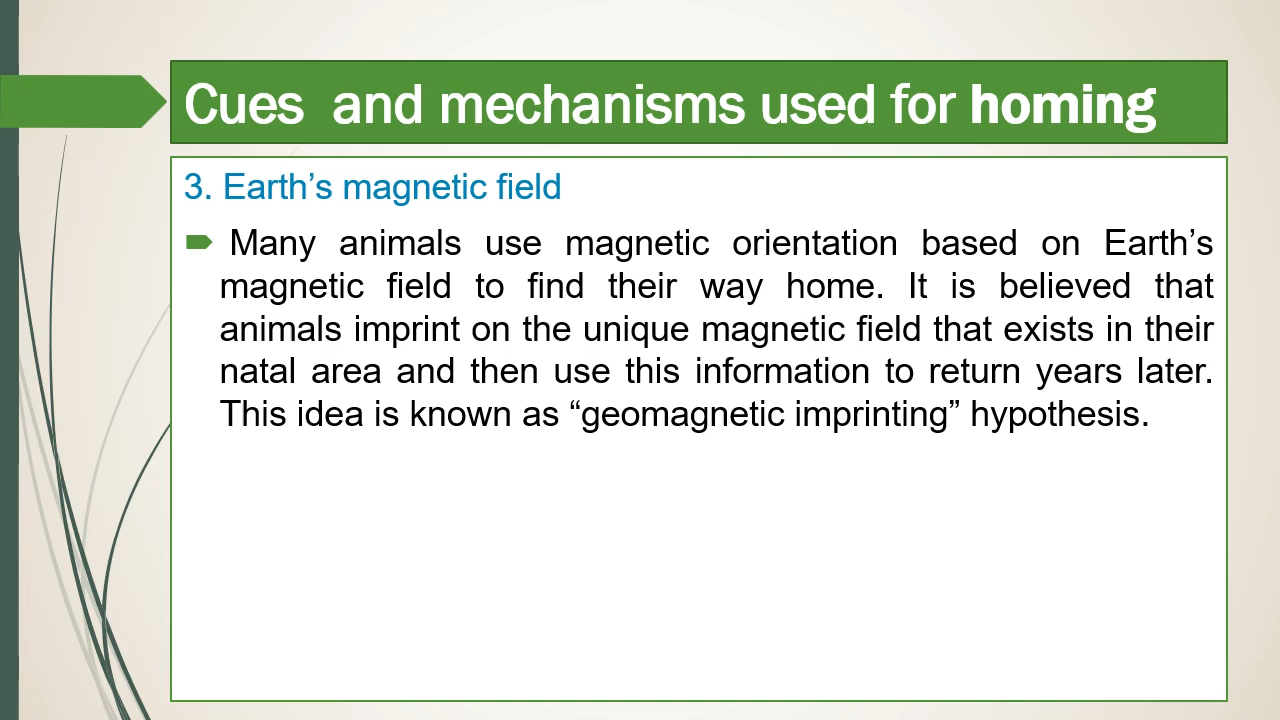 Cues  and mechanisms used for homing
3. Earth’s magnetic field
Many animals use magnetic orientation based on Earth’s
magnetic field to find their way home. It is believed that
animals imprint on the unique magnetic field that exists in their
natal area and then use this information to return years later.
This idea is known as “geomagnetic imprinting” hypothesis.